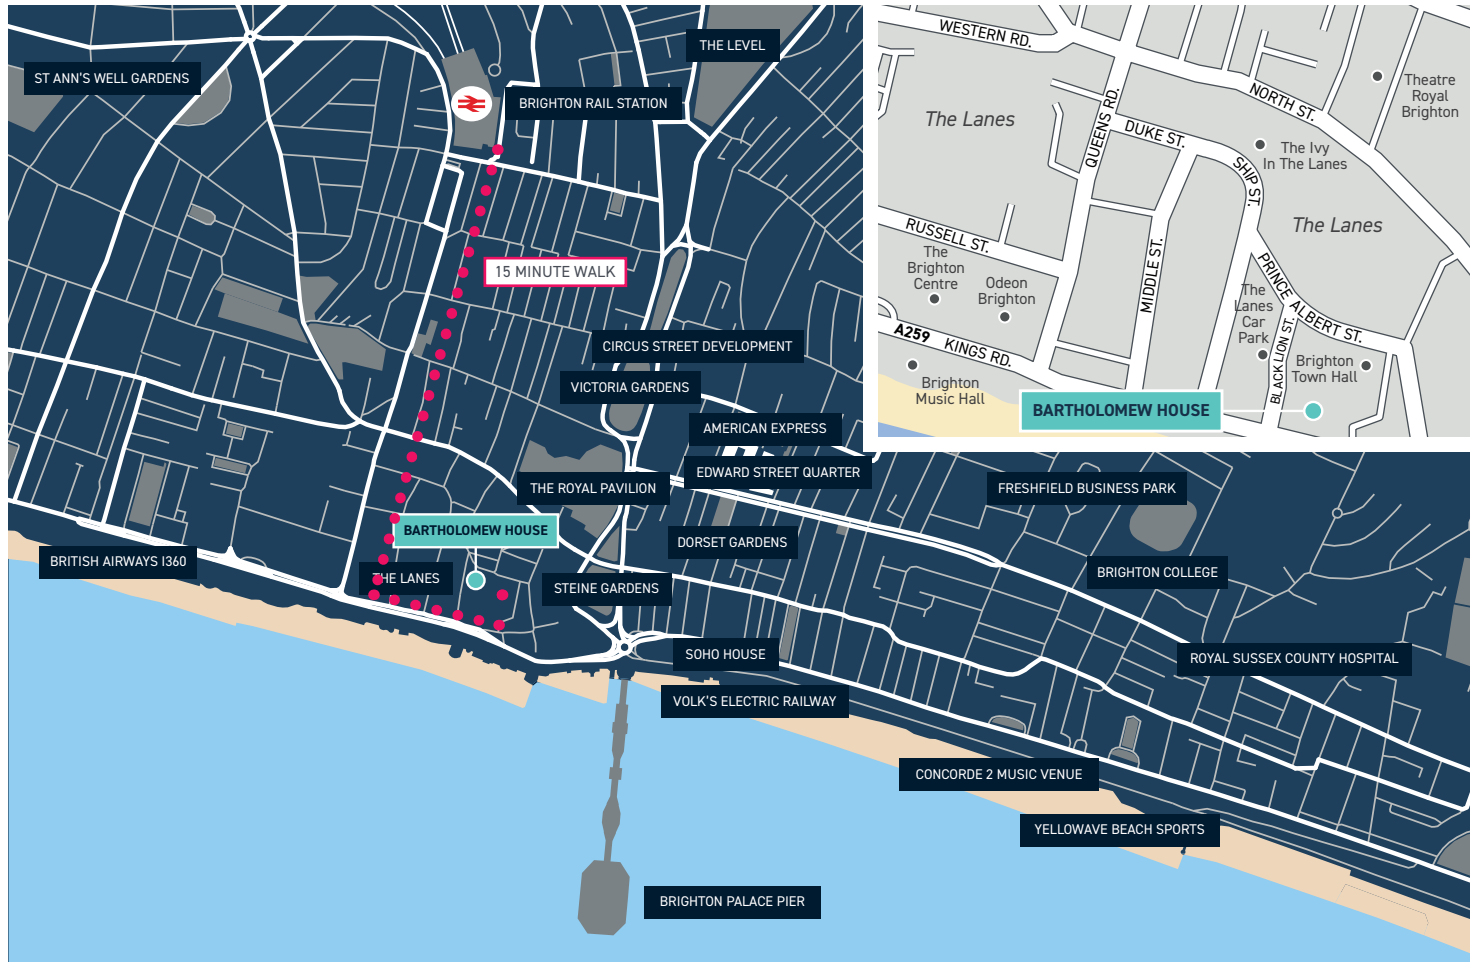 ST ANN'S WELL GARDENS
THE LEVEL
BRIGHTON RAIL STATION
15 MINUTE WALK
CIRCUS STREET DEVELOPMENT
VICTORIA GARDENS
AMERICAN EXPRESS
EDWARD STREET QUARTER
THE ROYAL PAVILION
FRESHFIELD BUSINESS PARK
BARTHOLOMEW HOUSE
DORSET GARDENS
BRITISH AIRWAYS I360
THE LANES
STEINE GARDENS
BRIGHTON COLLEGE
SOHO HOUSE
ROYAL SUSSEX COUNTY HOSPITAL
VOLK'S ELECTRIC RAILWAY
CONCORDE 2 MUSIC VENUE
YELLOWAVE BEACH SPORTS
BRIGHTON PALACE PIER
WESTERN RD.
QUEENS RD.
NORTH ST.
Theatre
Royal
Brighton
The Lanes
DUKE ST.
The Ivy
In The Lanes
SHIP ST.
The Lanes
RUSSELL ST.
The
Brighton
Centre
Odeon
Brighton
MIDDLE ST.
PRINCE ALBERT ST.
The
Lanes
Car
Park
A259 KINGS RD.
BLACK LION ST.
Brighton
Town Hall
Brighton
Music Hall
BARTHOLOMEW HOUSE